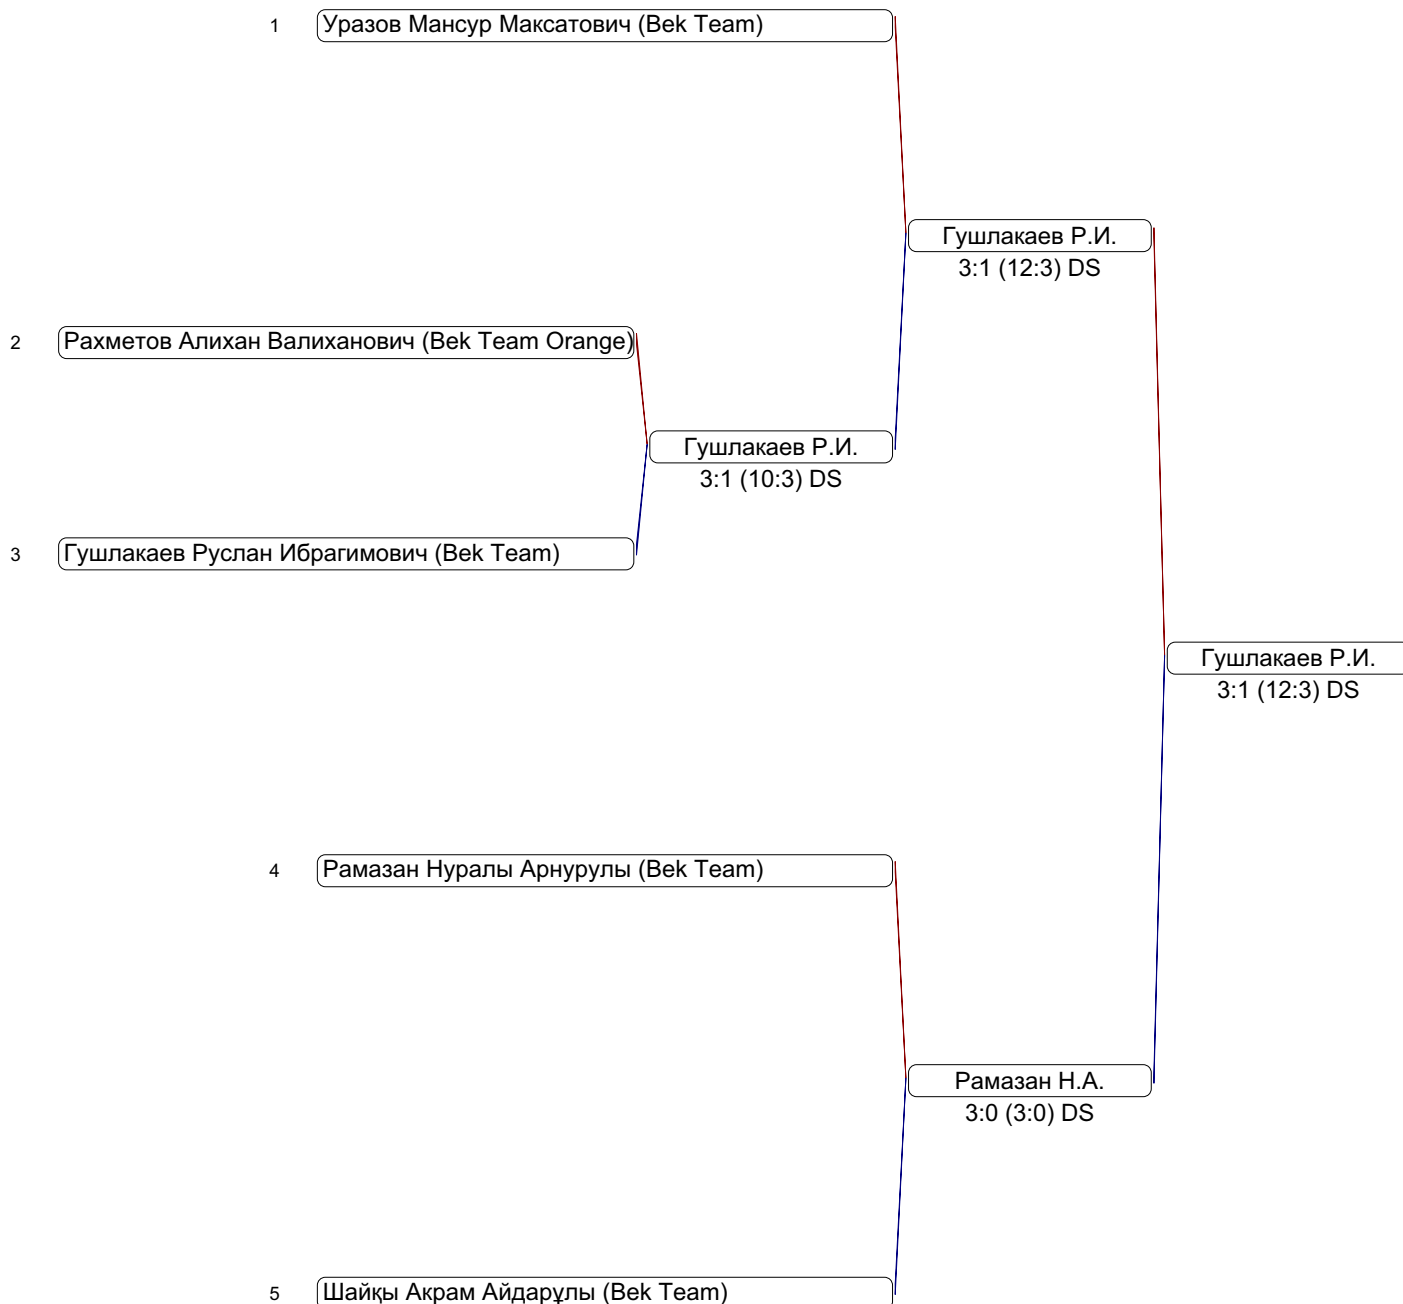 1 Уразов Мансур Максатович (Bek Team)
Гушлакаев Р.И.
3:1 (12:3) DS
2 Рахметов Алихан Валиханович (Bek Team Orange)
Гушлакаев Р.И.
3:1 (10:3) DS
3 Гушлакаев Руслан Ибрагимович (Bek Team)
Гушлакаев Р.И.
3:1 (12:3) DS
4 Рамазан Нуралы Арнурулы (Bek Team)
Рамазан Н.А.
3:0 (3:0) DS
5 Шайқы Акрам Айдарұлы (Bek Team)